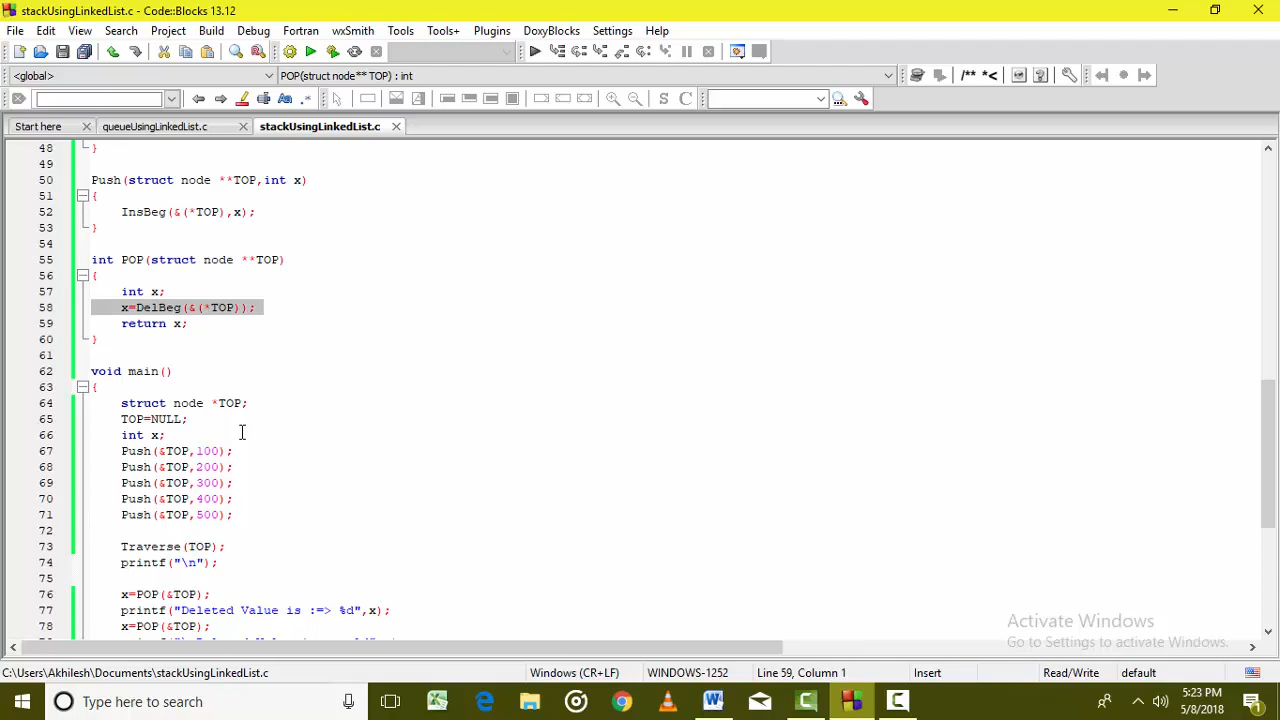 stackUsingLinkedList.c - Code::Blocks 13.12
File Edit View Search Project Build Debug Fortran wxSmith Tools Tools+ Plugins DoxyBlocks Settings Help
<global> POP(struct node** TOP) : int /** *<
S C
Start here queueUsingLinkedList.c stackUsingLinkedList.c
48 }
49
50 Push(struct node **TOP,int x)
51 {
52 InsBeg(&(*TOP),x);
53 }
54
55 int POP(struct node **TOP)
56 {
57 int x;
58 x=DelBeg(&(*TOP));
59 return x;
60 }
61
62 void main()
63 {
64 struct node *TOP;
65 TOP=NULL;
66 int x;
67 Push(&TOP,100);
68 Push(&TOP,200);
69 Push(&TOP,300);
70 Push(&TOP,400);
71 Push(&TOP,500);
72
73 Traverse(TOP);
74 printf("\n");
75
76 x=POP(&TOP);
77 printf("Deleted Value is :=> %d",x);
78 x=POP(&TOP);
Activate Windows
Go to Settings to activate Windows.
C:\Users\Akhilesh\Documents\stackUsingLinkedList.c Windows (CR+LF) WINDOWS-1252 Line 59, Column 1 Insert Read/Write default
Type here to search
5:23 PM
5/8/2018